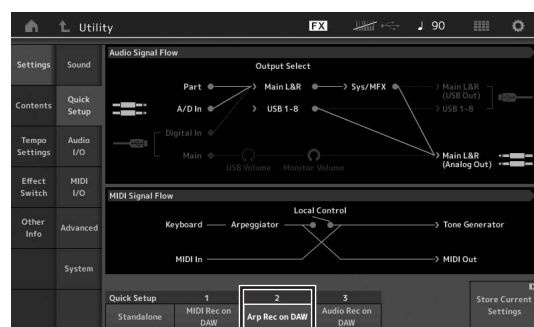 Utility
FX
90
Settings
Sound
Contents
Quick
Setup
Tempo
Settings
Audio
I/O
Effect
Switch
MIDI
I/O
Other
Info
Advanced
System
Audio Signal Flow
Output Select
Part
Main L&R
Sys/MFX
Main L&R
(USB Out)
A/D In
USB 1-8
USB 1-8
Digital In
Main
USB Volume
Monitor Volume
Main L&R
(Analog Out)
MIDI Signal Flow
Local Control
Keyboard
Arpeggiator
Tone Generator
MIDI In
MIDI Out
Quick Setup
1
2
3
Standalone
MIDI Rec on
DAW
Arp Rec on DAW
Audio Rec on
DAW
Store Current
Settings